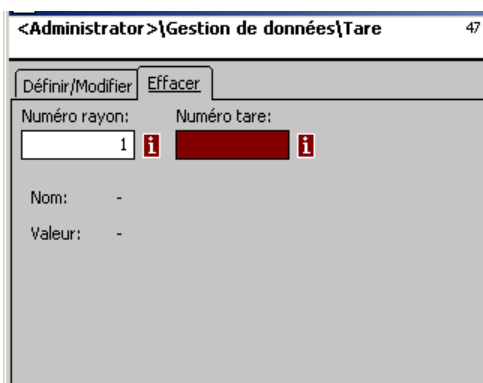 <Administrator>\Gestion de données\Tare 47
Définir/Modifier Effacer
Numéro rayon: Numéro tare:
1 i i
Nom: -
Valeur: -